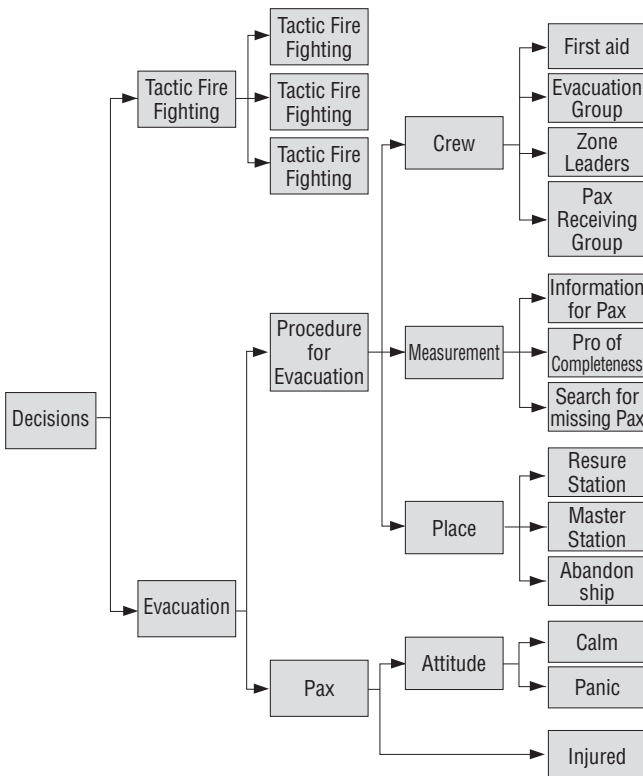 Tactic Fire
Fighting
Tactic Fire
Fighting
Tactic Fire
Fighting
Tactic Fire
Fighting
First aid
Evacuation
Group
Crew
Zone
Leaders
Pax
Receiving
Group
Procedure
for
Evacuation
Measurement
Information
for Pax
Pro of
Completeness
Search for
missing Pax
Decisions
Place
Resure
Station
Master
Station
Abandon
ship
Evacuation
Pax
Attitude
Calm
Panic
Injured